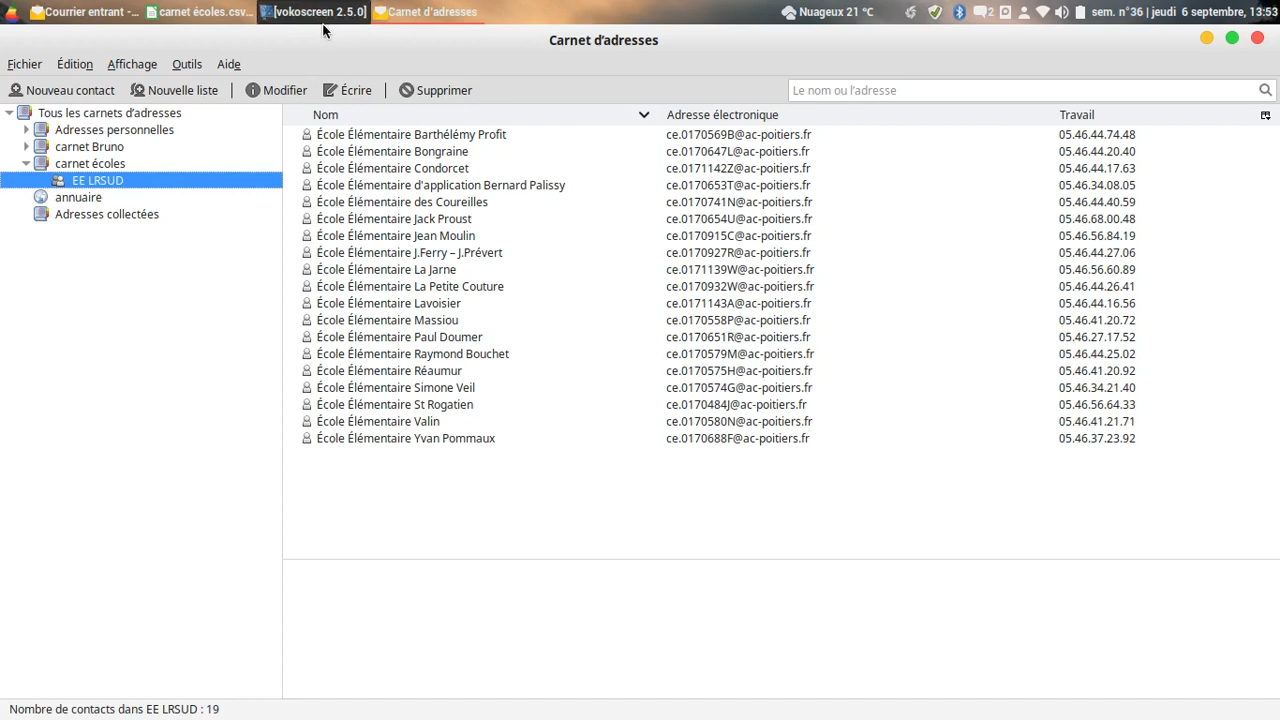 Courrier entrant -... carnet écoles.csv... [vokoscreen 2.5.0] Carnet d'adresses Nuageux 21 °C 2 sem. n°36 | jeudi 6 septembre, 13:53
Carnet d'adresses
Fichier Édition Affichage Outils Aide
Nouveau contact Nouvelle liste Modifier Écrire Supprimer Le nom ou l'adresse
Tous les carnets d'adresses
Adresses personnelles
carnet Bruno
carnet écoles
EE LRSUD
annuaire
Adresses collectées
Nom Adresse électronique Travail
École Élémentaire Barthélémy Profit ce.0170569B@ac-poitiers.fr 05.46.44.74.48
École Élémentaire Bongraine ce.0170647L@ac-poitiers.fr 05.46.44.20.40
École Élémentaire Condorcet ce.0171142Z@ac-poitiers.fr 05.46.44.17.63
École Élémentaire d'application Bernard Palissy ce.0170653T@ac-poitiers.fr 05.46.34.08.05
École Élémentaire des Coureilles ce.0170741N@ac-poitiers.fr 05.46.44.40.59
École Élémentaire Jack Proust ce.0170654U@ac-poitiers.fr 05.46.68.00.48
École Élémentaire Jean Moulin ce.0170915C@ac-poitiers.fr 05.46.56.84.19
École Élémentaire J.Ferry – J.Prévert ce.0170927R@ac-poitiers.fr 05.46.44.27.06
École Élémentaire La Jarne ce.0171139W@ac-poitiers.fr 05.46.56.60.89
École Élémentaire La Petite Couture ce.0170932W@ac-poitiers.fr 05.46.44.26.41
École Élémentaire Lavoisier ce.0171143A@ac-poitiers.fr 05.46.44.16.56
École Élémentaire Massiou ce.0170558P@ac-poitiers.fr 05.46.41.20.72
École Élémentaire Paul Doumer ce.0170651R@ac-poitiers.fr 05.46.27.17.52
École Élémentaire Raymond Bouchet ce.0170579M@ac-poitiers.fr 05.46.44.25.02
École Élémentaire Réaumur ce.0170575H@ac-poitiers.fr 05.46.41.20.92
École Élémentaire Simone Veil ce.0170574G@ac-poitiers.fr 05.46.34.21.40
École Élémentaire St Rogatien ce.0170484J@ac-poitiers.fr 05.46.56.64.33
École Élémentaire Valin ce.0170580N@ac-poitiers.fr 05.46.41.21.71
École Élémentaire Yvan Pommaux ce.0170688F@ac-poitiers.fr 05.46.37.23.92
Nombre de contacts dans EE LRSUD : 19